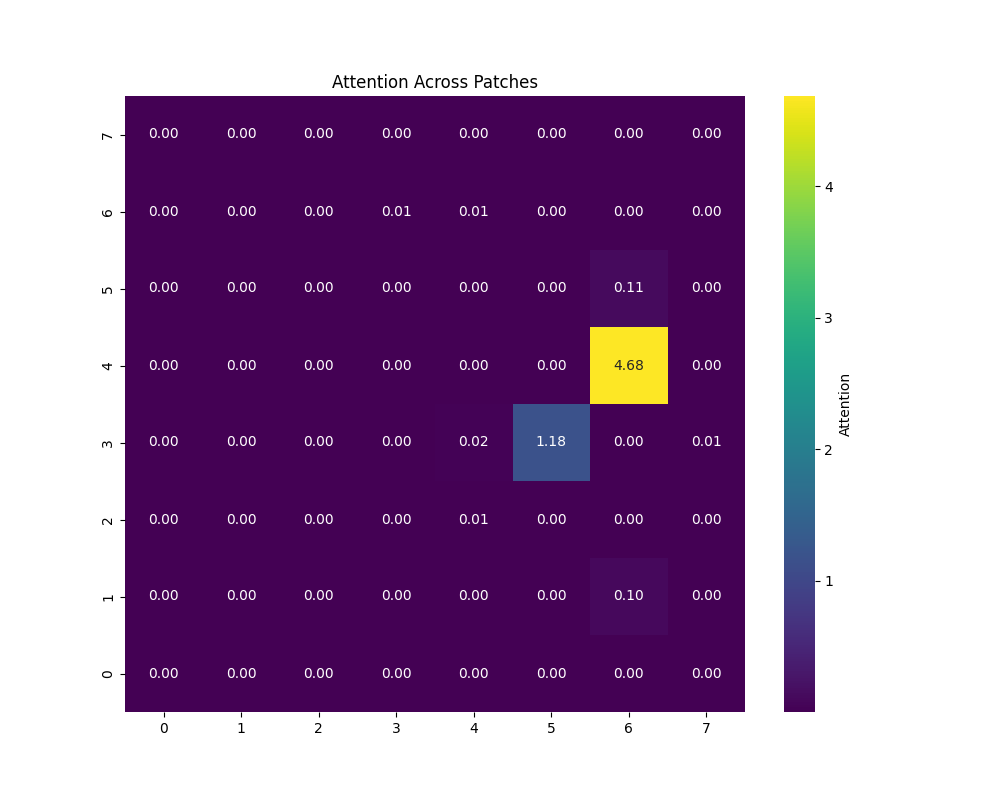 Attention Across Patches
7 0.00 0.00 0.00 0.00 0.00 0.00 0.00 0.00
6 0.00 0.00 0.00 0.01 0.01 0.00 0.00 0.00
5 0.00 0.00 0.00 0.00 0.00 0.00 0.11 0.00
4 0.00 0.00 0.00 0.00 0.00 0.00 4.68 0.00
3 0.00 0.00 0.00 0.00 0.02 1.18 0.00 0.01
2 0.00 0.00 0.00 0.00 0.01 0.00 0.00 0.00
1 0.00 0.00 0.00 0.00 0.00 0.00 0.10 0.00
0 0.00 0.00 0.00 0.00 0.00 0.00 0.00 0.00
0 1 2 3 4 5 6 7
4
3
2
1
Attention